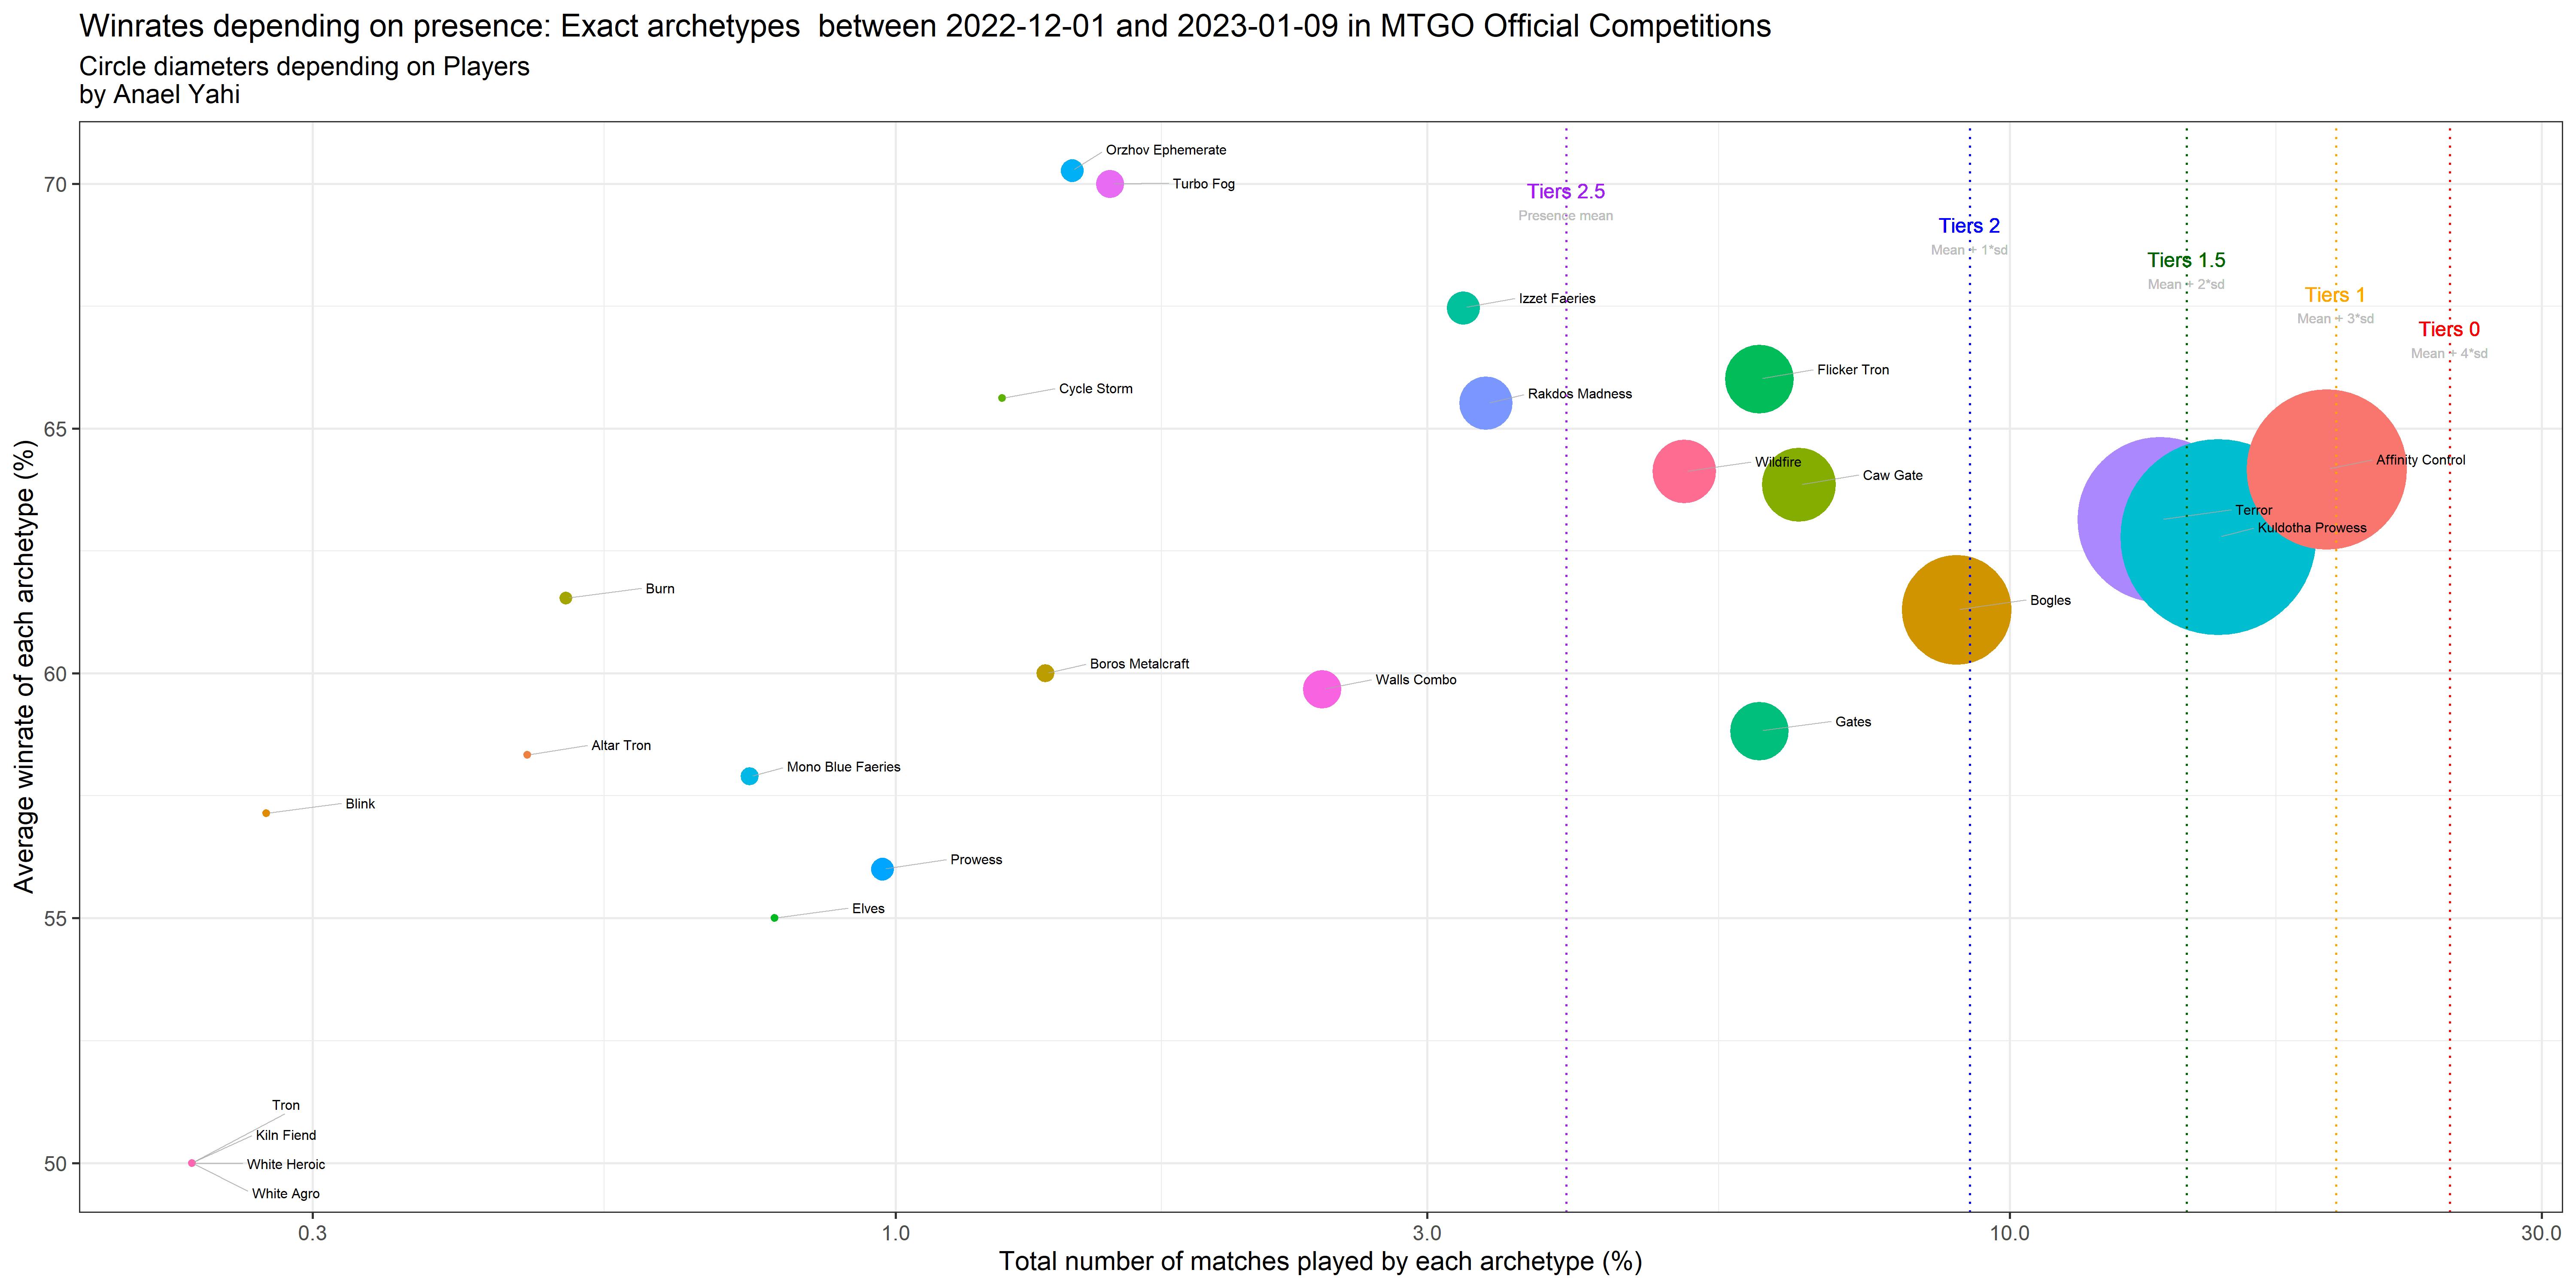 Winrates depending on presence: Exact archetypes  between 2022-12-01 and 2023-01-09 in MTGO Official Competitions
Circle diameters depending on Players
by Anael Yahi
Orzhov Ephemerate
Turbo Fog
Tiers 2.5
Presence mean
Tiers 2
Mean + 1*sd
Tiers 1.5
Mean + 2*sd
Tiers 1
Mean + 3*sd
Tiers 0
Mean + 4*sd
Izzet Faeries
Flicker Tron
Cycle Storm
Rakdos Madness
Wildfire
Caw Gate
Affinity Control
Terror
Kuldotha Prowess
Burn
Bogles
Boros Metalcraft
Walls Combo
Gates
Altar Tron
Mono Blue Faeries
Blink
Prowess
Elves
Tron
Kiln Fiend
White Heroic
White Agro
70
65
60
55
50
Average winrate of each archetype (%)
0.3
1.0
3.0
10.0
30.0
Total number of matches played by each archetype (%)